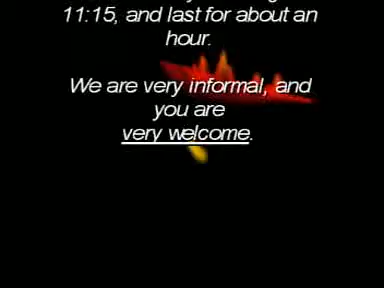 11:15, and last for about an
hour.
We are very informal, and
you are
very welcome.